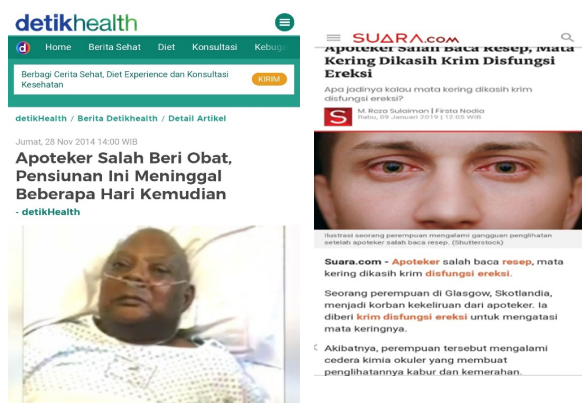 detikhealth
d Home Berita Sehat Diet Konsultasi Kebug
Berbagi Cerita Sehat, Diet Experience dan Konsultasi
Kesehatan
KIRIM
detikHealth / Berita Detikhealth / Detail Artikel
Jumat, 28 Nov 2014 14:00 WIB
Apoteker Salah Beri Obat,
Pensiunan Ini Meninggal
Beberapa Hari Kemudian
- detikHealth
SUARA.com
Apoteker Salah Baca Resep, Mata
Kering Dikasih Krim Disfungsi
Ereksi
Apa jadinya kalau mata kering dikasih krim
disfungsi ereksi?
S
M. Reza Sulaiman | Firsta Nodia
Rabu, 09 Januari 2019 | 12:05 WIB
Ilustrasi seorang perempuan mengalami gangguan penglihatan
setelah apoteker salah baca resep. (Shutterstock)
Suara.com - Apoteker salah baca resep, mata
kering dikasih krim disfungsi ereksi.
Seorang perempuan di Glasgow, Skotlandia,
menjadi korban kekeliruan dari apoteker. Ia
diberi krim disfungsi ereksi untuk mengatasi
mata keringnya.
Akibatnya, perempuan tersebut mengalami
cedera kimia okuler yang membuat
penglihatannya kabur dan kemerahan.